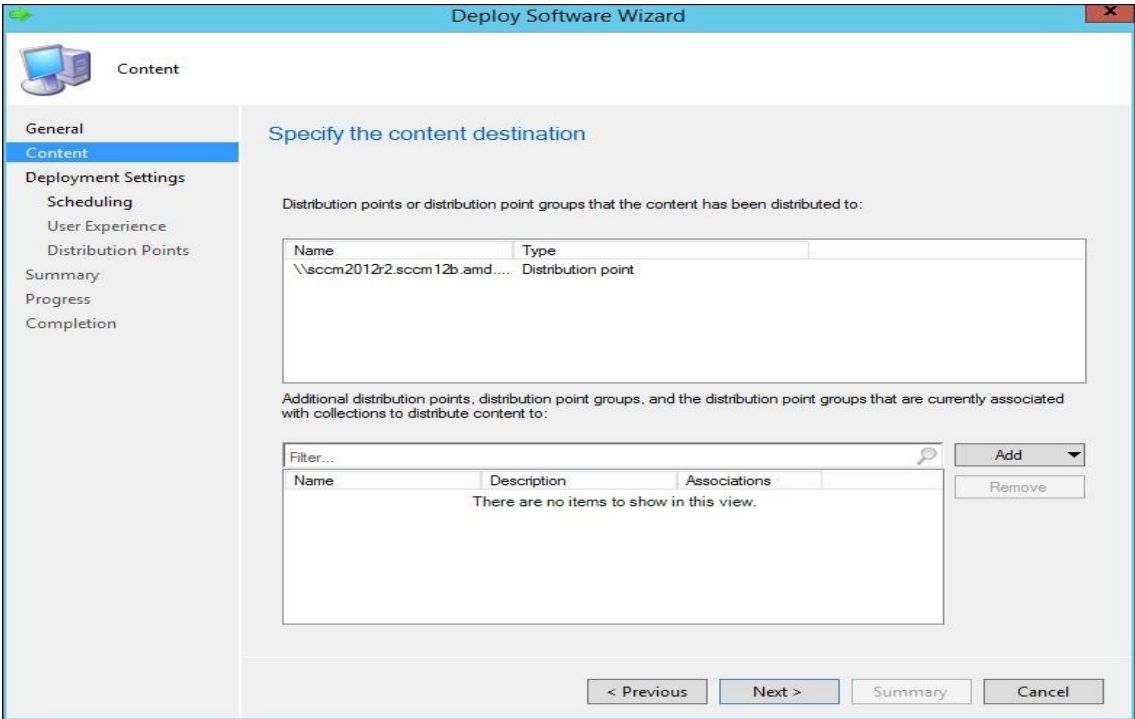 Deploy Software Wizard
x
Content
General
Content
Deployment Settings
Scheduling
User Experience
Distribution Points
Summary
Progress
Completion
Specify the content destination
Distribution points or distribution point groups that the content has been distributed to:
Name Type
\\sccm2012r2.sccm12b.amd.... Distribution point
Additional distribution points, distribution point groups, and the distribution point groups that are currently associated
with collections to distribute content to:
Filter...
Add
Name Description Associations
Remove
There are no items to show in this view.
< Previous Next > Summary Cancel